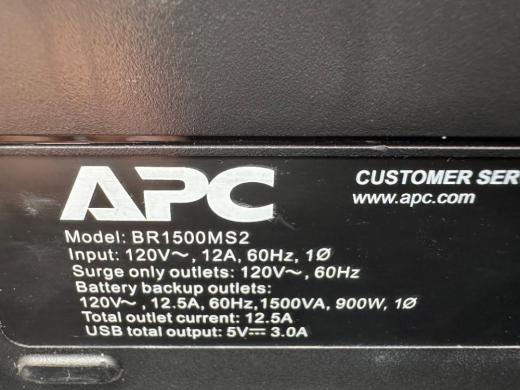 APC
CUSTOMER SER
www.apc.com
Model: BR1500MS2
Input: 120V～, 12A, 60Hz, 1Ø
Surge only outlets: 120V～, 60Hz
Battery backup outlets:
120V～, 12.5A, 60Hz,1500VA, 900W, 1Ø
Total outlet current: 12.5A
USB total output: 5V⎓ 3.0A